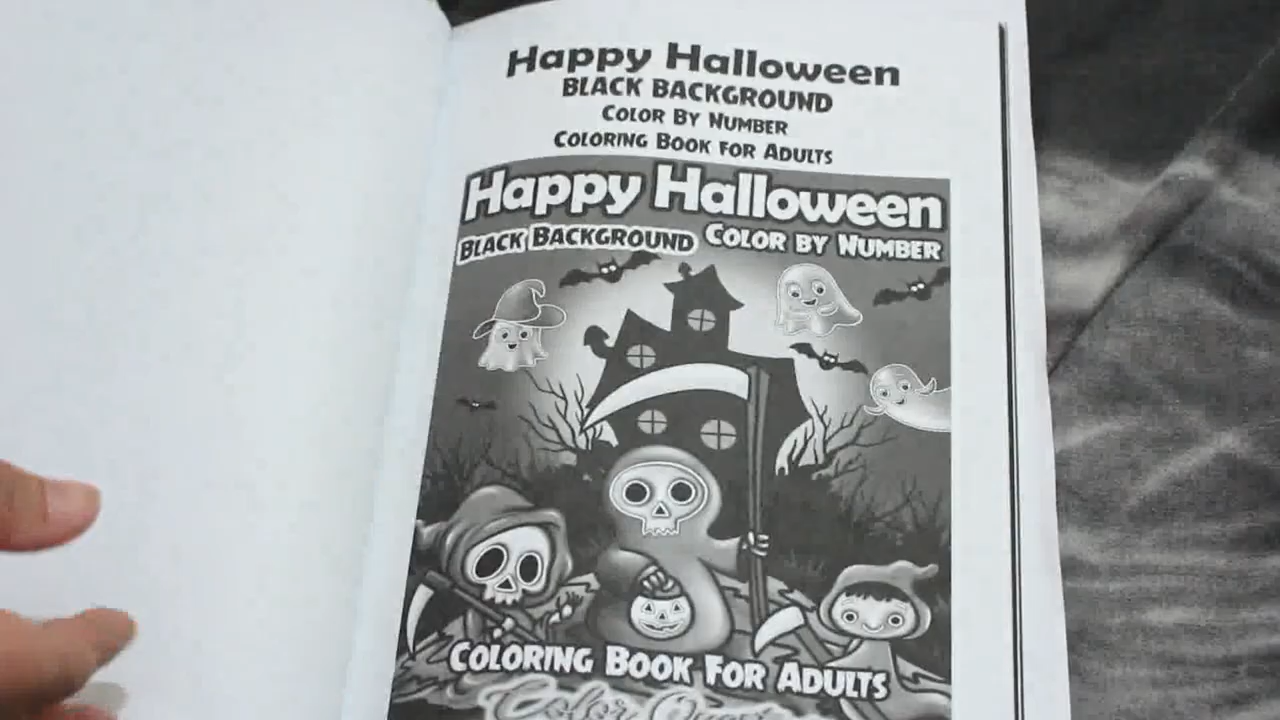 Happy Halloween
BLACK BACKGROUND
COLOR BY NUMBER
COLORING BOOK FOR ADULTS
Happy Halloween
BLACK BACKGROUND COLOR BY NUMBER
COLORING BOOK FOR ADULTS
Color